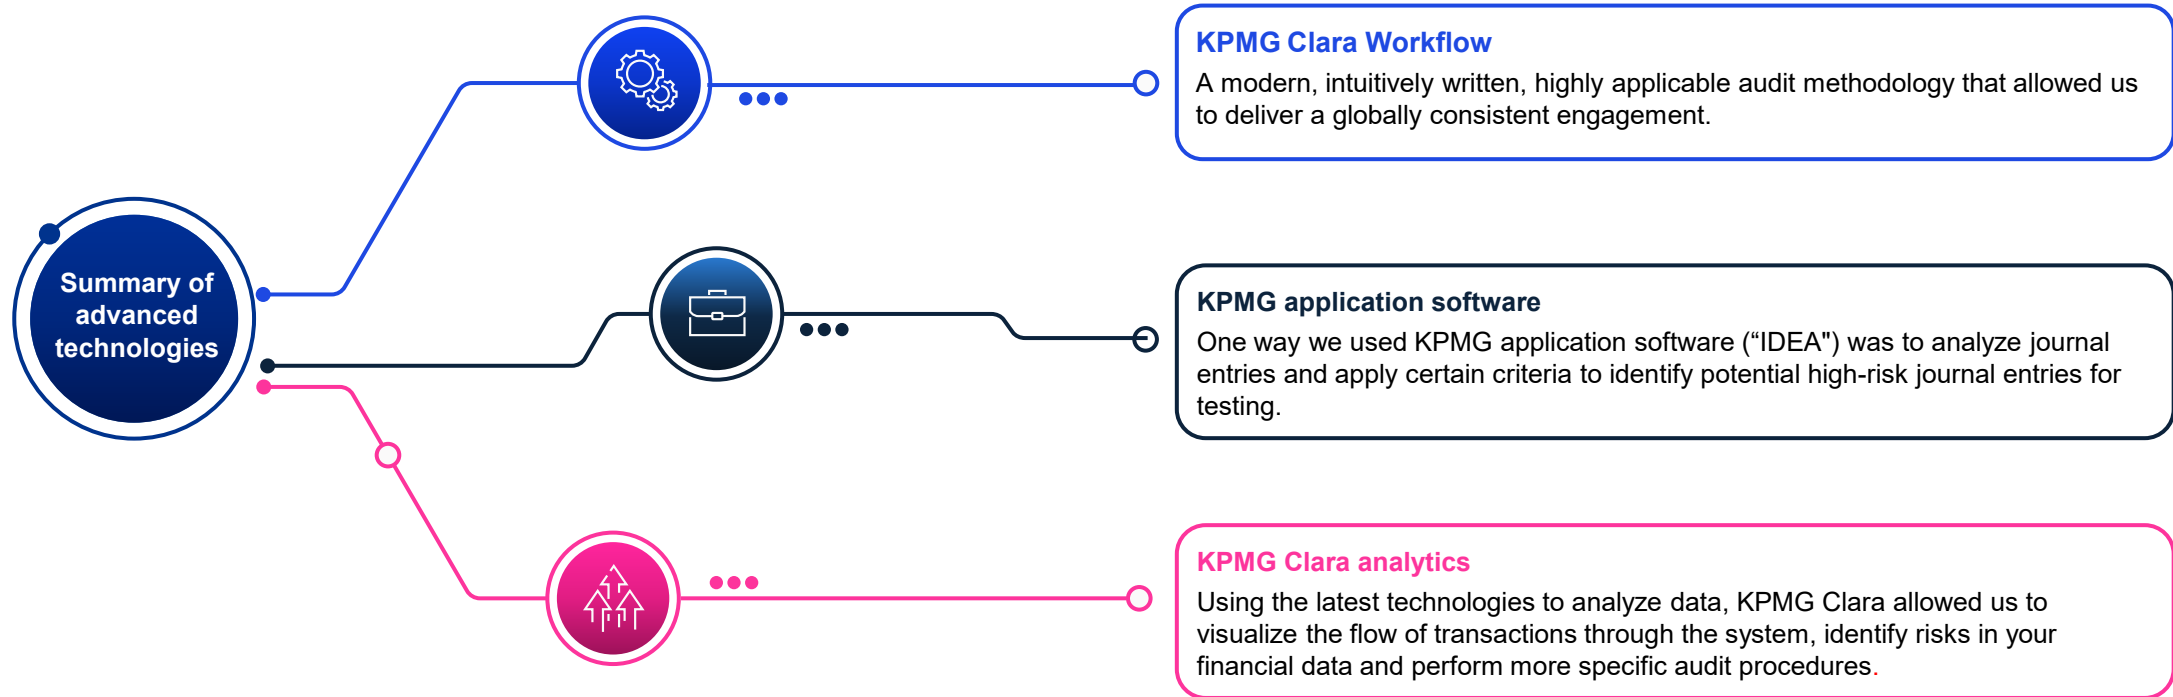 Summary of
advanced
technologies
KPMG Clara Workflow
A modern, intuitively written, highly applicable audit methodology that allowed us
to deliver a globally consistent engagement.
KPMG application software
One way we used KPMG application software (“IDEA") was to analyze journal
entries and apply certain criteria to identify potential high-risk journal entries for
testing.
KPMG Clara analytics
Using the latest technologies to analyze data, KPMG Clara allowed us to
visualize the flow of transactions through the system, identify risks in your
financial data and perform more specific audit procedures.